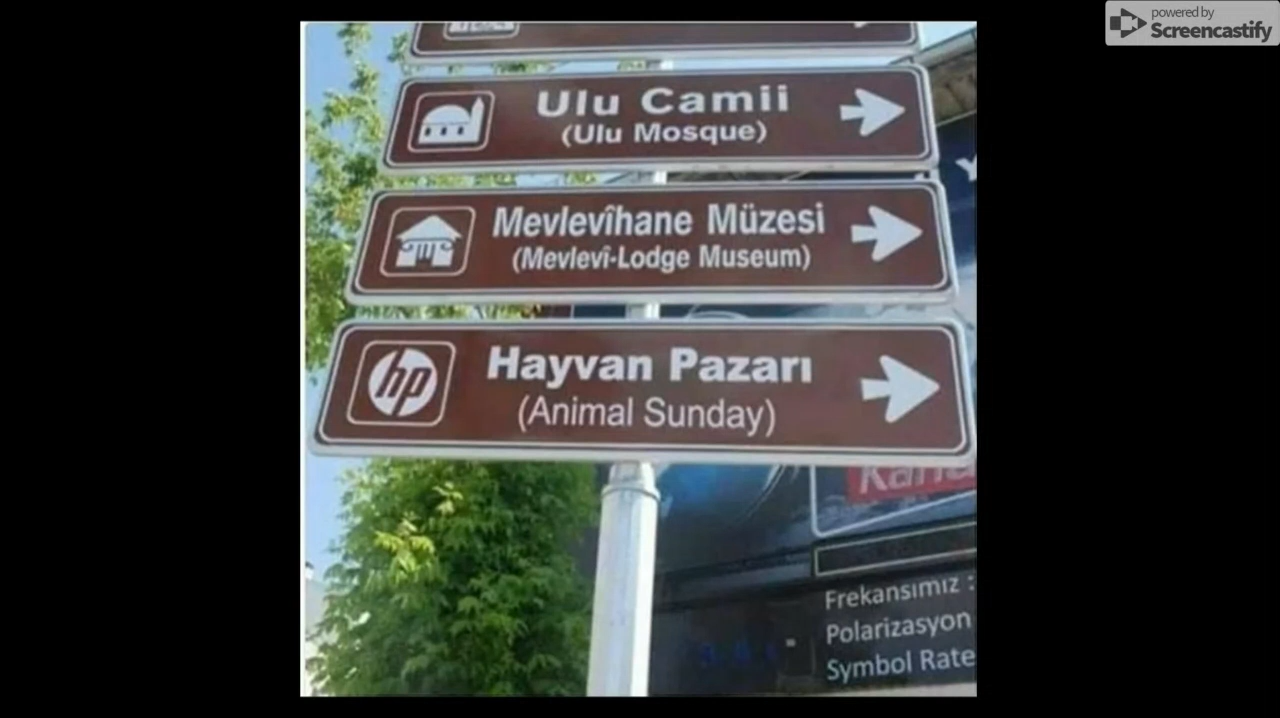 powered by
Screencastify
Ulu Camii
(Ulu Mosque)
Mevlevîhane Müzesi
(Mevlevî-Lodge Museum)
hp
Hayvan Pazarı
(Animal Sunday)
Frekansımız :
Polarizasyon
Symbol Rate